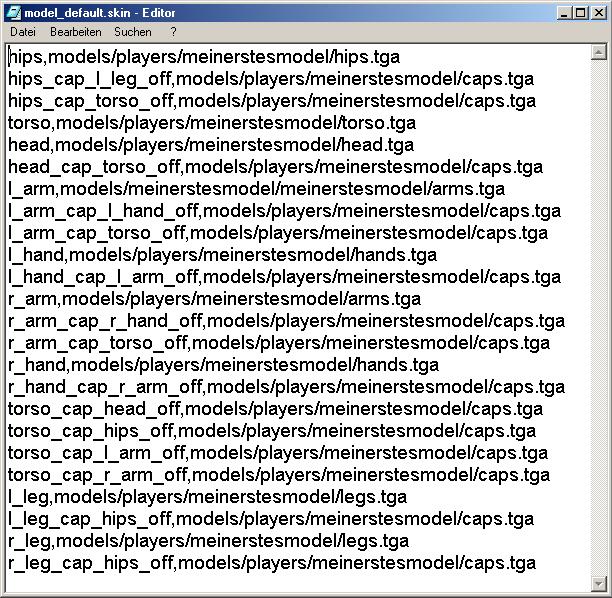 model_default.skin - Editor
Datei Bearbeiten Suchen ?
hips,models/players/meinerstesmodel/hips.tga
hips_cap_l_leg_off,models/players/meinerstesmodel/caps.tga
hips_cap_torso_off,models/players/meinerstesmodel/caps.tga
torso,models/players/meinerstesmodel/torso.tga
head,models/players/meinerstesmodel/head.tga
head_cap_torso_off,models/players/meinerstesmodel/caps.tga
l_arm,models/meinerstesmodel/meinerstesmodel/arms.tga
l_arm_cap_l_hand_off,models/players/meinerstesmodel/caps.tga
l_arm_cap_torso_off,models/players/meinerstesmodel/caps.tga
l_hand,models/players/meinerstesmodel/hands.tga
l_hand_cap_l_arm_off,models/players/meinerstesmodel/caps.tga
r_arm,models/players/meinerstesmodel/arms.tga
r_arm_cap_r_hand_off,models/players/meinerstesmodel/caps.tga
r_arm_cap_torso_off,models/players/meinerstesmodel/caps.tga
r_hand,models/players/meinerstesmodel/hands.tga
r_hand_cap_r_arm_off,models/players/meinerstesmodel/caps.tga
torso_cap_head_off,models/players/meinerstesmodel/caps.tga
torso_cap_hips_off,models/players/meinerstesmodel/caps.tga
torso_cap_l_arm_off,models/players/meinerstesmodel/caps.tga
torso_cap_r_arm_off,models/players/meinerstesmodel/caps.tga
l_leg,models/players/meinerstesmodel/legs.tga
l_leg_cap_hips_off,models/players/meinerstesmodel/caps.tga
r_leg,models/players/meinerstesmodel/legs.tga
r_leg_cap_hips_off,models/players/meinerstesmodel/caps.tga